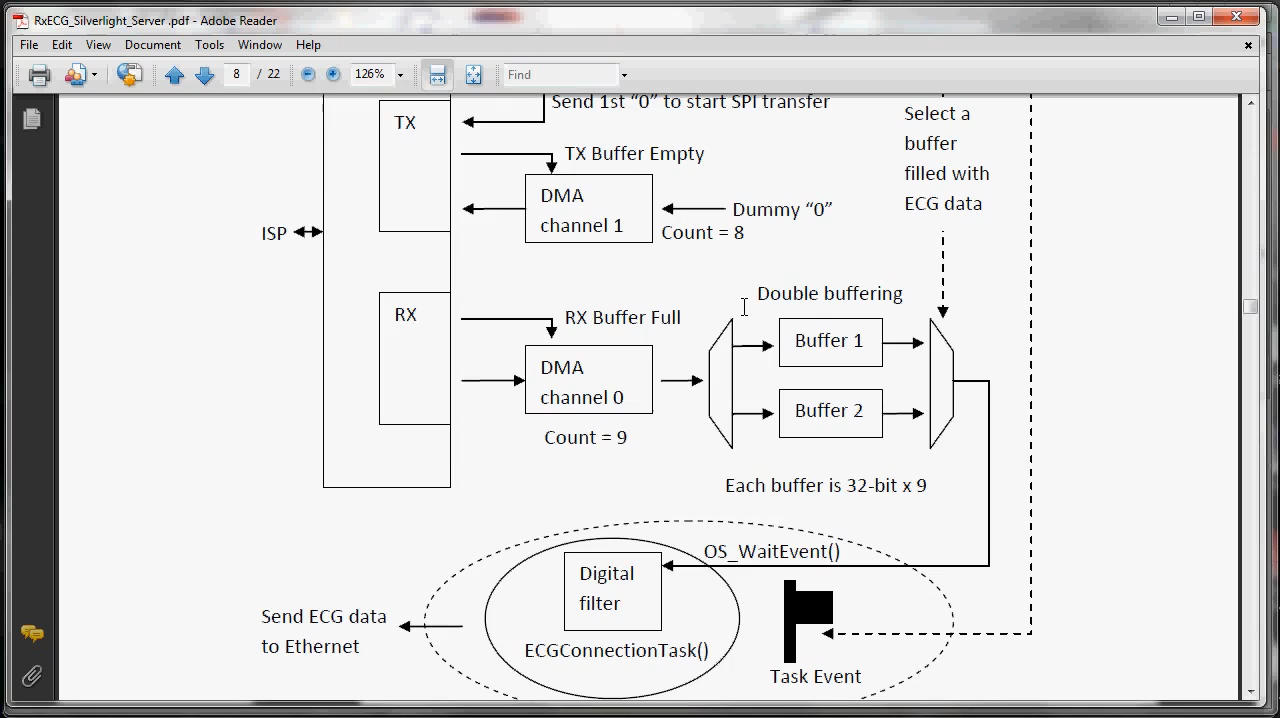 RxECG_Silverlight_Server .pdf - Adobe Reader
File Edit View Document Tools Window Help
8 / 22 126% Find
Send 1st “0” to start SPI transfer
TX
TX Buffer Empty
DMA
channel 1
Dummy “0”
Count = 8
Select a
buffer
filled with
ECG data
ISP
RX
RX Buffer Full
DMA
channel 0
Count = 9
Double buffering
Buffer 1
Buffer 2
Each buffer is 32-bit x 9
OS_WaitEvent()
Digital
filter
ECGConnectionTask()
Send ECG data
to Ethernet
Task Event